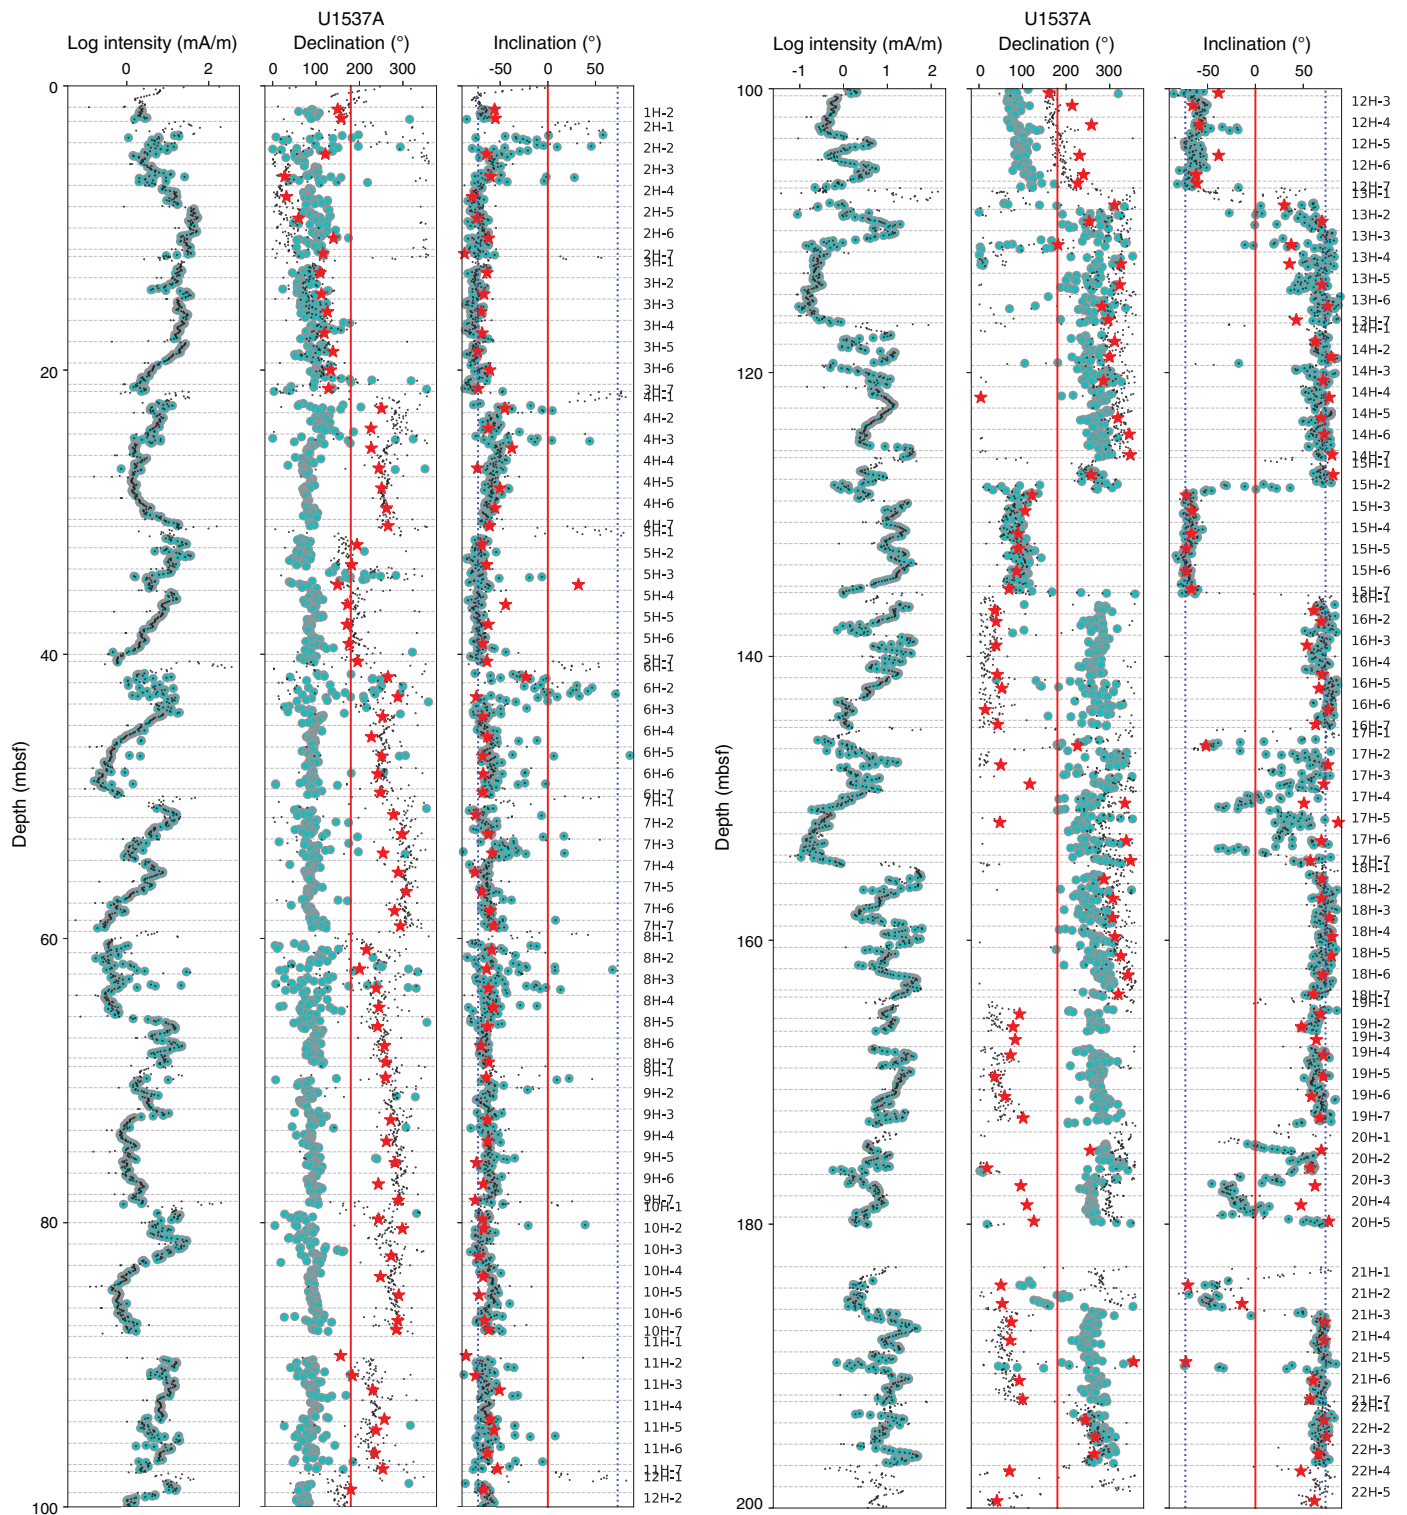 U1537A
Log intensity (mA/m)
Declination (°)
Inclination (°)
0 2
0 100 200 300
-50 0 50
Depth (mbsf)
0
20
40
60
80
100
1H-2
2H-1
2H-2
2H-3
2H-4
2H-5
2H-6
2H-7
3H-1
3H-2
3H-3
3H-4
3H-5
3H-6
3H-7
4H-1
4H-2
4H-3
4H-4
4H-5
4H-6
4H-7
5H-1
5H-2
5H-3
5H-4
5H-5
5H-6
5H-7
6H-1
6H-2
6H-3
6H-4
6H-5
6H-6
6H-7
7H-1
7H-2
7H-3
7H-4
7H-5
7H-6
7H-7
8H-1
8H-2
8H-3
8H-4
8H-5
8H-6
8H-7
9H-1
9H-2
9H-3
9H-4
9H-5
9H-6
9H-7
10H-1
10H-2
10H-3
10H-4
10H-5
10H-6
10H-7
11H-1
11H-2
11H-3
11H-4
11H-5
11H-6
11H-7
12H-1
12H-2
U1537A
Log intensity (mA/m)
Declination (°)
Inclination (°)
-1 0 1 2
0 100 200 300
-50 0 50
Depth (mbsf)
100
120
140
160
180
200
12H-3
12H-4
12H-5
12H-6
12H-7
13H-1
13H-2
13H-3
13H-4
13H-5
13H-6
13H-7
14H-1
14H-2
14H-3
14H-4
14H-5
14H-6
14H-7
15H-1
15H-2
15H-3
15H-4
15H-5
15H-6
15H-7
16H-1
16H-2
16H-3
16H-4
16H-5
16H-6
16H-7
17H-1
17H-2
17H-3
17H-4
17H-5
17H-6
17H-7
18H-1
18H-2
18H-3
18H-4
18H-5
18H-6
18H-7
19H-1
19H-2
19H-3
19H-4
19H-5
19H-6
19H-7
20H-1
20H-2
20H-3
20H-4
20H-5
21H-1
21H-2
21H-3
21H-4
21H-5
21H-6
21H-7
22H-1
22H-2
22H-3
22H-4
22H-5